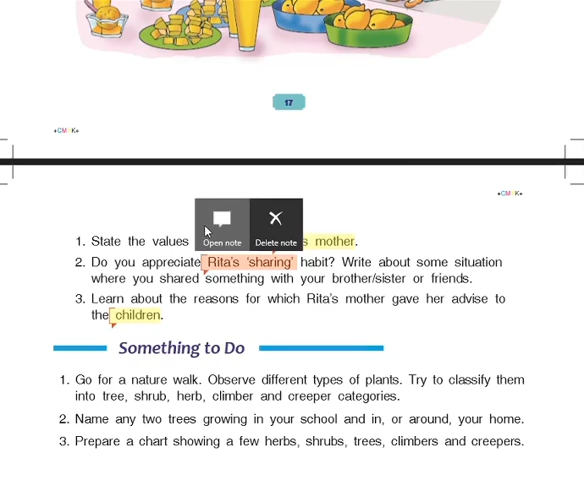 17
CMYK
CMYK
Open note
Delete note
1. State the values s mother.
2. Do you appreciate Rita's 'sharing' habit? Write about some situation
where you shared something with your brother/sister or friends.
3. Learn about the reasons for which Rita's mother gave her advise to
the children.
Something to Do
1. Go for a nature walk. Observe different types of plants. Try to classify them
into tree, shrub, herb, climber and creeper categories.
2. Name any two trees growing in your school and in, or around, your home.
3. Prepare a chart showing a few herbs, shrubs, trees, climbers and creepers.